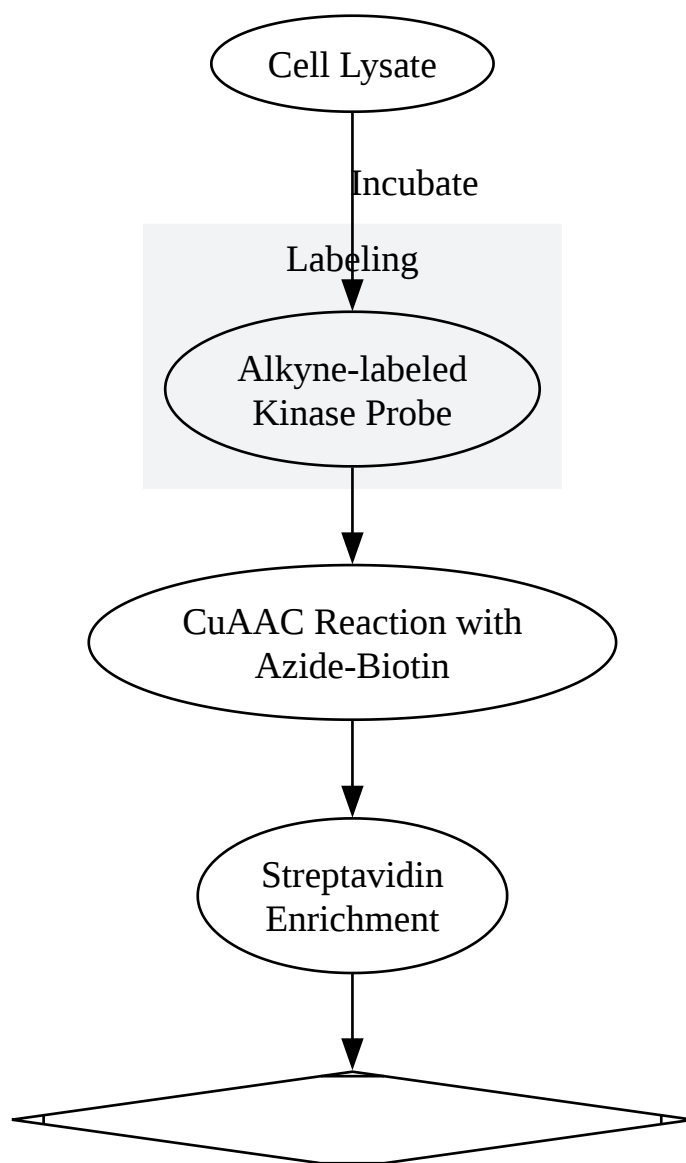 Cell Lysate
Incubate
Labeling
Alkyne-labeled
Kinase Probe
CuAAC Reaction with
Azide-Biotin
Streptavidin
Enrichment